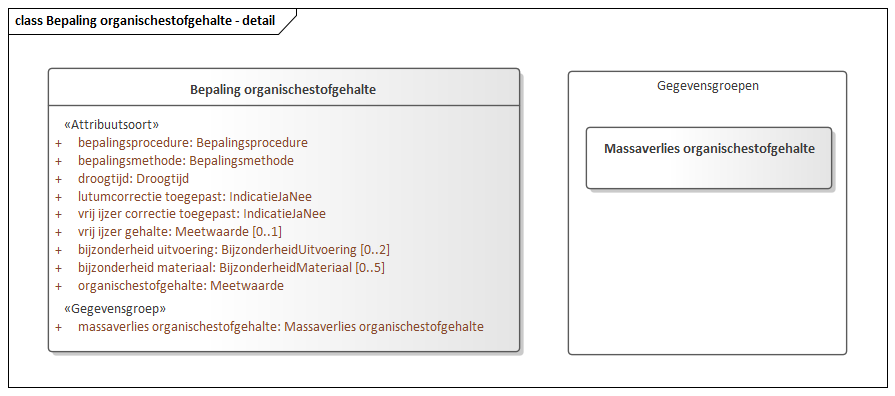 class Bepaling organischestofgehalte - detail
Bepaling organischestofgehalte
«Attribuutsoort»
+ bepalingsprocedure: Bepalingsprocedure
+ bepalingsmethode: Bepalingsmethode
+ droogtijd: Droogtijd
+ lutumcorrectie toegepast: IndicatieJaNee
+ vrij ijzer correctie toegepast: IndicatieJaNee
+ vrij ijzer gehalte: Meetwaarde [0..1]
+ bijzonderheid uitvoering: BijzonderheidUitvoering [0..2]
+ bijzonderheid materiaal: BijzonderheidMateriaal [0..5]
+ organischestofgehalte: Meetwaarde
«Gegevensgroep»
+ massaverlies organischestofgehalte: Massaverlies organischestofgehalte
Gegevensgroepen
Massaverlies organischestofgehalte